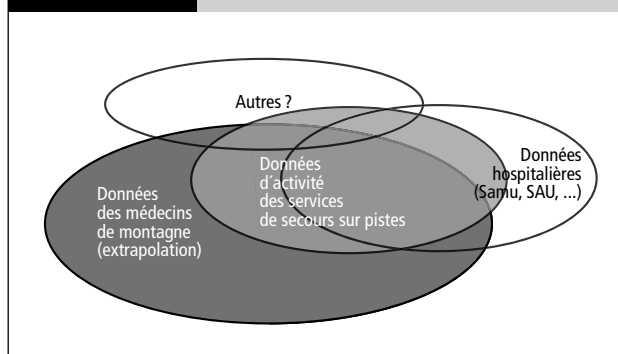 Autres ?
Données
des médecins
de montagne
(extrapolation)
Données
d´activité
des services
de secours sur pistes
Données
hospitalières
(Samu, SAU, ...)